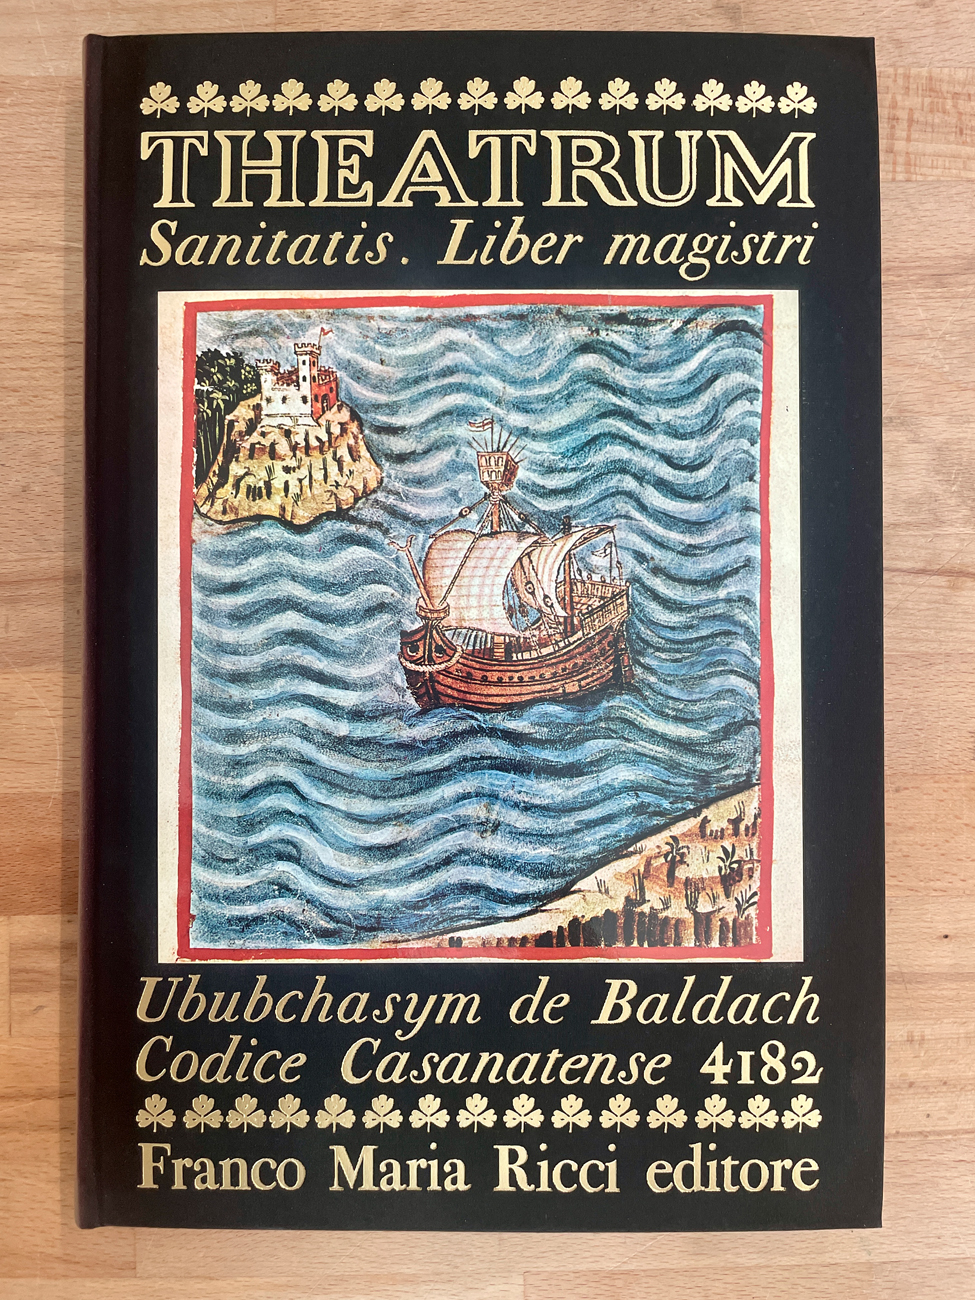 THEATRUM
Sanitatis. Liber magistri
Ububchasym de Baldach
Codice Casanatense 4182
Franco Maria Ricci editore